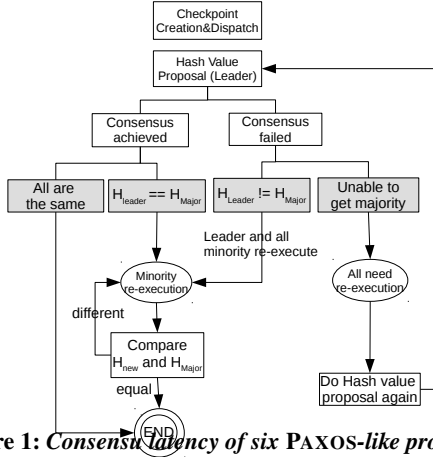 Checkpoint
Creation&Dispatch
Hash Value
Proposal(Leader)
Consensus
achieved
Consensus
failed
All are
the same
H_leader == H_Major
H_Leader != H_Major
Unable to
get majority
Leader and all
minority re-execute
Minority
re-execution
All need
re-execution
different
Compare
H_new and H_Major
equal
Do Hash value
proposal again
END
re 1: Consensu latency of six PAXOS-like pro